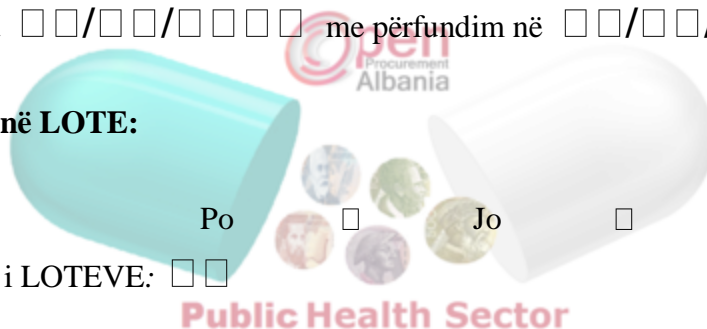 □□/□□/□□□□ me përfundim në □□/□□/
Open
Procurement
Albania
në LOTE:
Po □ Jo □
i LOTEVE: □□
Public Health Sector